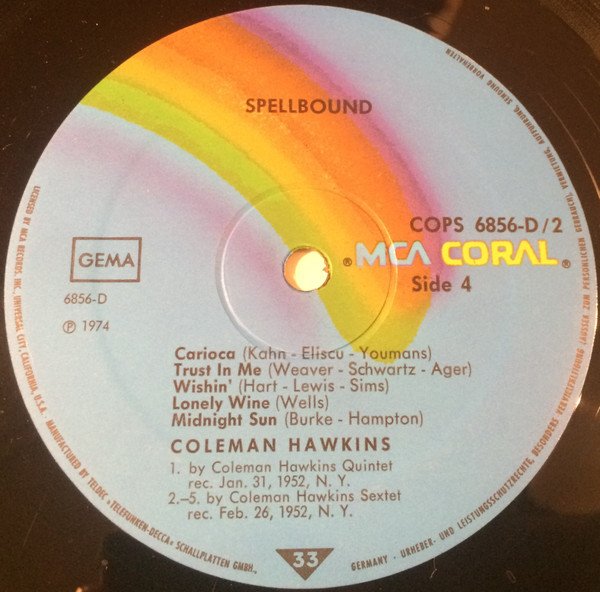 SPELLBOUND
COPS 6856-D/2
® MCA CORAL ®
Side 4
GEMA
6856-D
℗ 1974
Carioca (Kahn - Eliscu - Youmans)
Trust In Me (Weaver - Schwartz - Ager)
Wishin' (Hart - Lewis - Sims)
Lonely Wine (Wells)
Midnight Sun (Burke - Hampton)
COLEMAN HAWKINS
1. by Coleman Hawkins Quintet
rec. Jan. 31, 1952, N. Y.
2.–5. by Coleman Hawkins Sextet
rec. Feb. 26, 1952, N. Y.
33
LICENSED BY MCA RECORDS, INC., UNIVERSAL CITY, CALIFORNIA, U.S.A. MANUFACTURED BY TELDEC »TELEFUNKEN-DECCA« SCHALLPLATTEN GMBH.
GERMANY · URHEBER- UND LEISTUNGSSCHUTZRECHTE, BESONDERS VERVIELFÄLTIGUNG (AUSSER ZUM PERSÖNLICHEN GEBRAUCH), VERMIETUNG, AUFFÜHRUNG, SENDUNG VORBEHALTEN